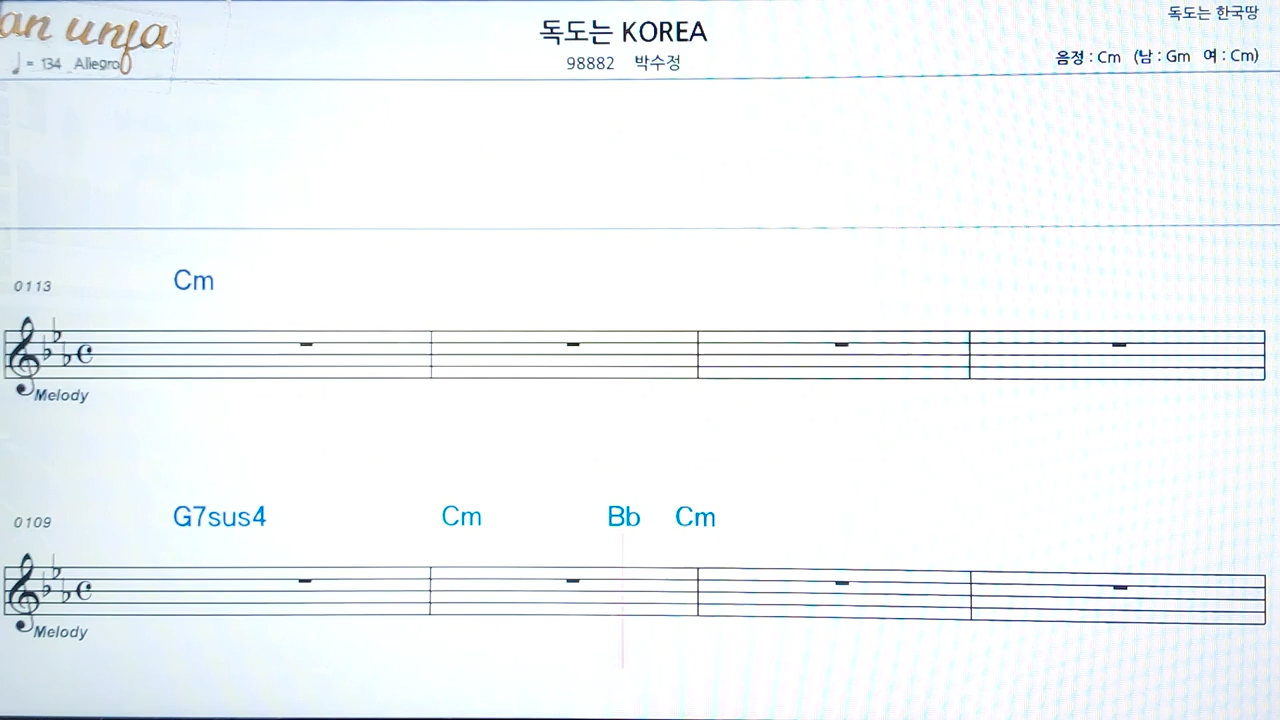 an unfa
독도는 KOREA
독도는 한국땅
♩ = 134 Allegro
98882 박수정
음정 : Cm (남 : Gm 여 : Cm)
0113 Cm
Melody
0109 G7sus4 Cm Bb Cm
Melody